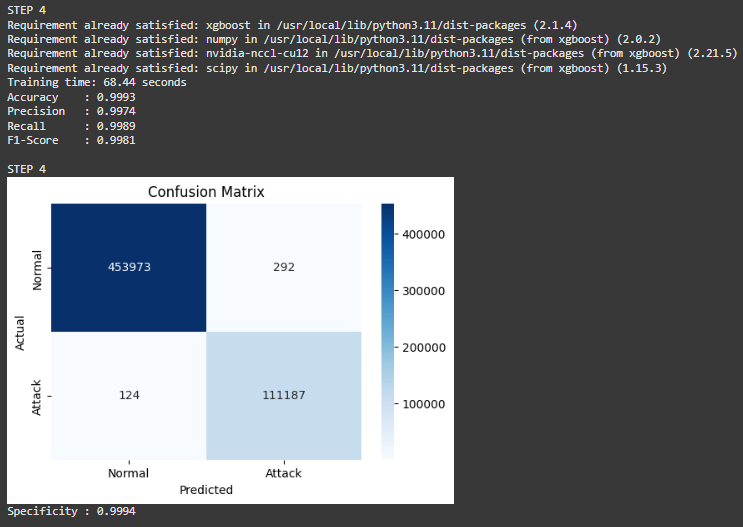 STEP 4
Requirement already satisfied: xgboost in /usr/local/lib/python3.11/dist-packages (2.1.4)
Requirement already satisfied: numpy in /usr/local/lib/python3.11/dist-packages (from xgboost) (2.0.2)
Requirement already satisfied: nvidia-nccl-cu12 in /usr/local/lib/python3.11/dist-packages (from xgboost) (2.21.5)
Requirement already satisfied: scipy in /usr/local/lib/python3.11/dist-packages (from xgboost) (1.15.3)
Training time: 68.44 seconds
Accuracy    : 0.9993
Precision   : 0.9974
Recall      : 0.9989
F1-Score    : 0.9981
STEP 4
Confusion Matrix
Actual
Normal
453973 292
Attack
124 111187
Normal Attack
Predicted
400000
300000
200000
100000
Specificity : 0.9994